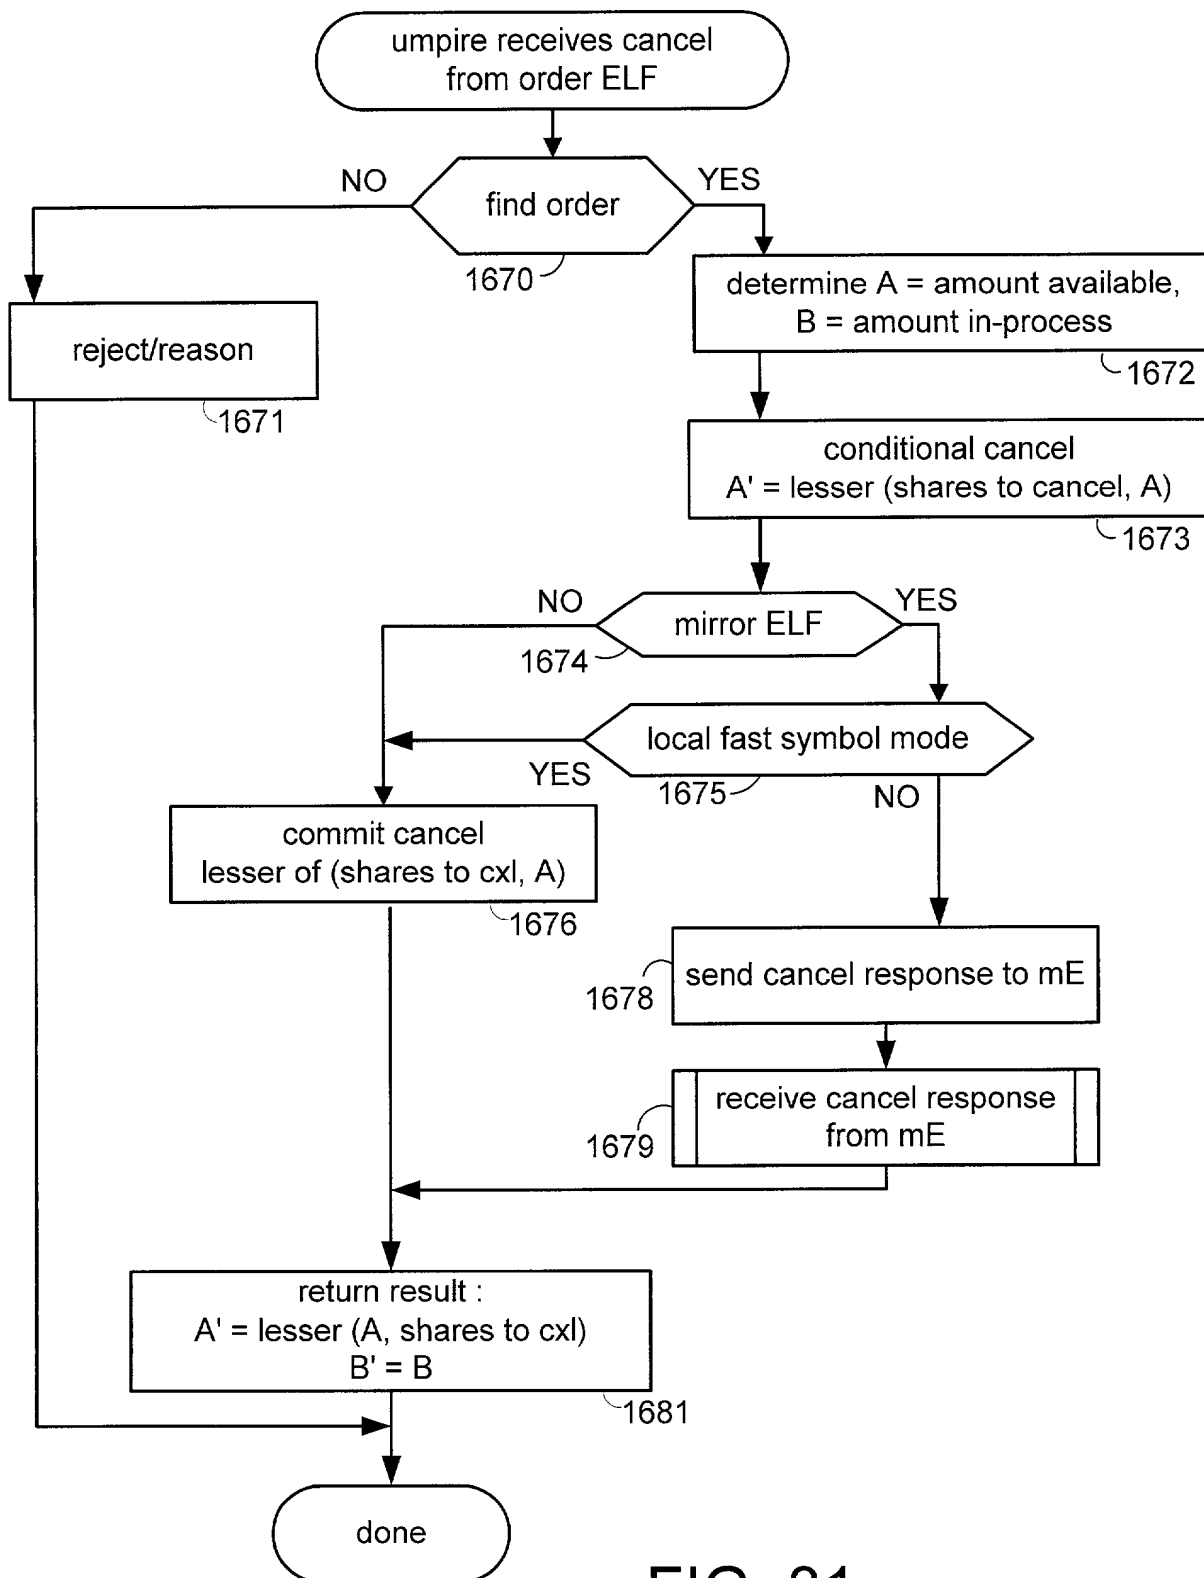 umpire receives cancel
from order ELF
NO
YES
find order
1670
determine A = amount available,
B = amount in-process
1672
reject/reason
1671
conditional cancel
A' = lesser (shares to cancel, A)
1673
NO
YES
mirror ELF
1674
local fast symbol mode
YES
1675
NO
commit cancel
lesser of (shares to cxl, A)
1676
send cancel response to mE
1678
receive cancel response
from mE
1679
return result :
A' = lesser (A, shares to cxl)
B' = B
1681
done
FIG. 81